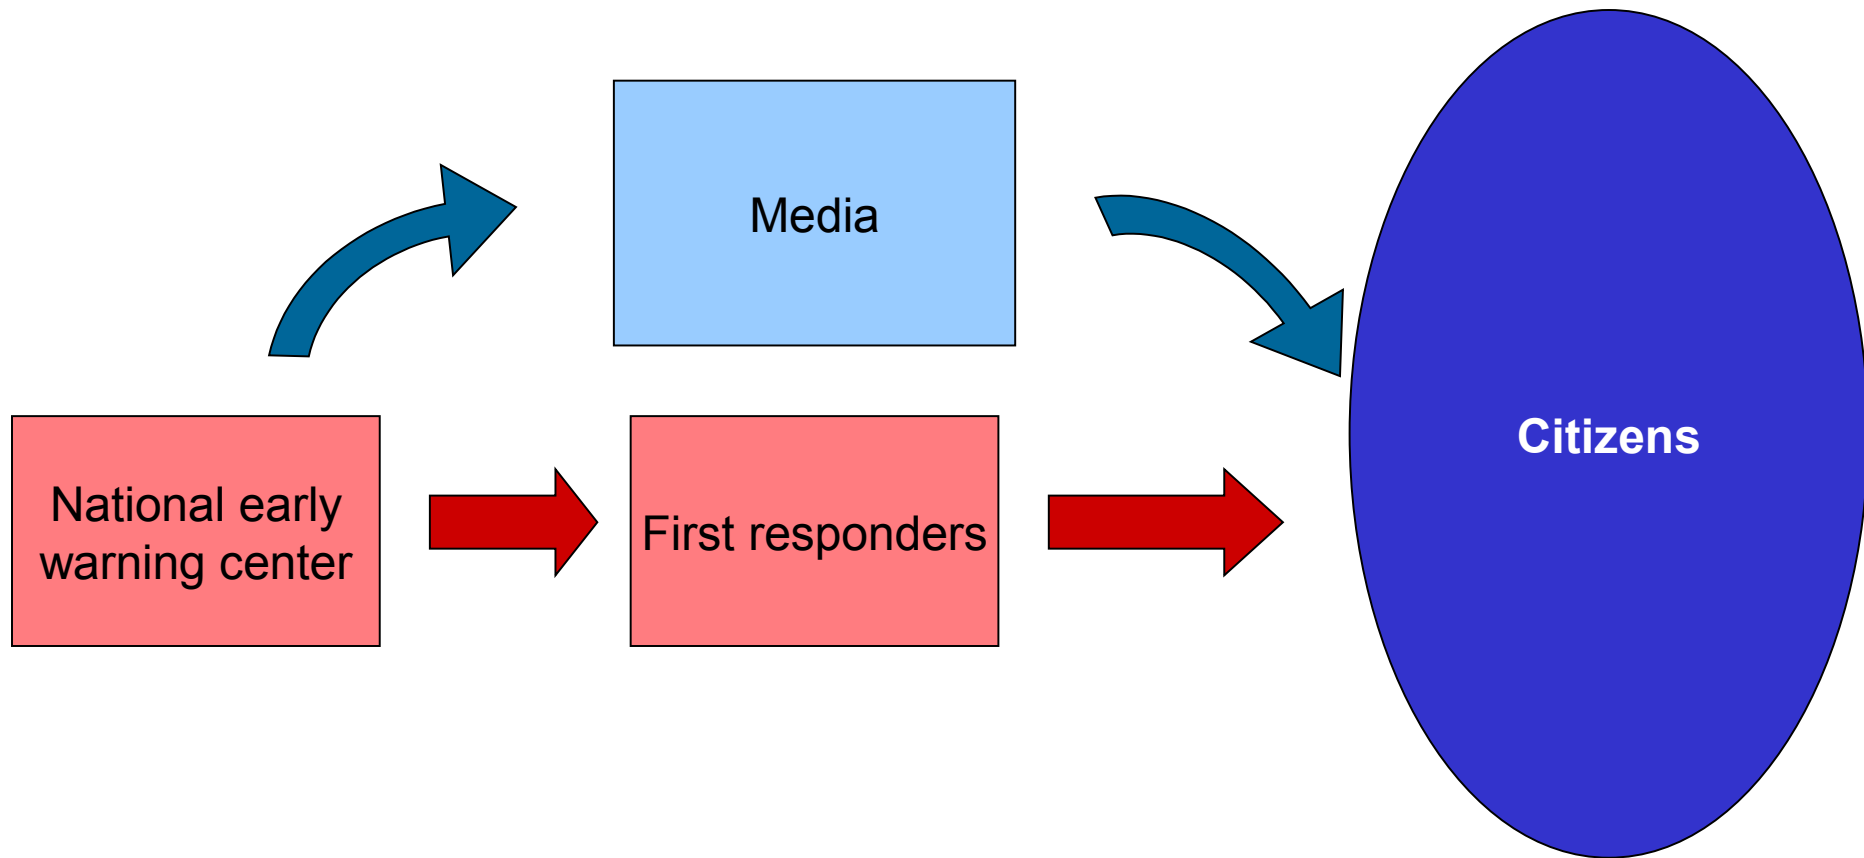 Media
Citizens
National early
warning center
First responders